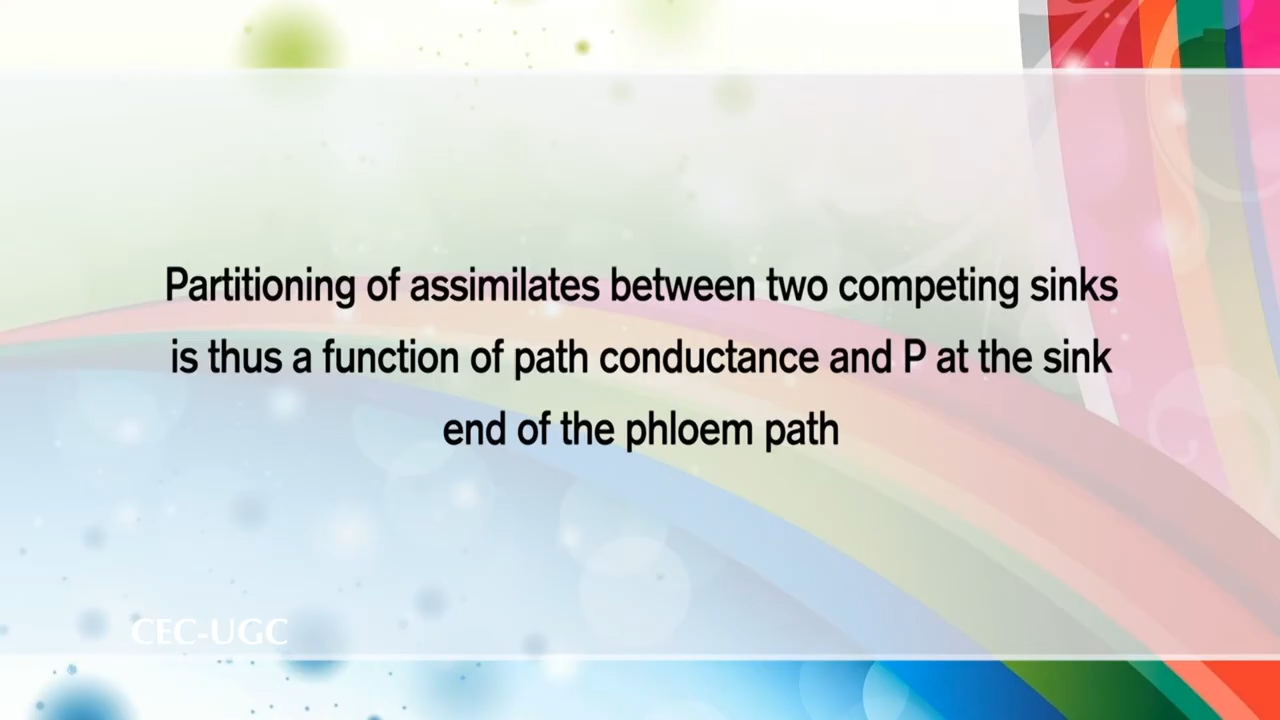 Partitioning of assimilates between two competing sinks
is thus a function of path conductance and P at the sink
end of the phloem path
CEC-UGC